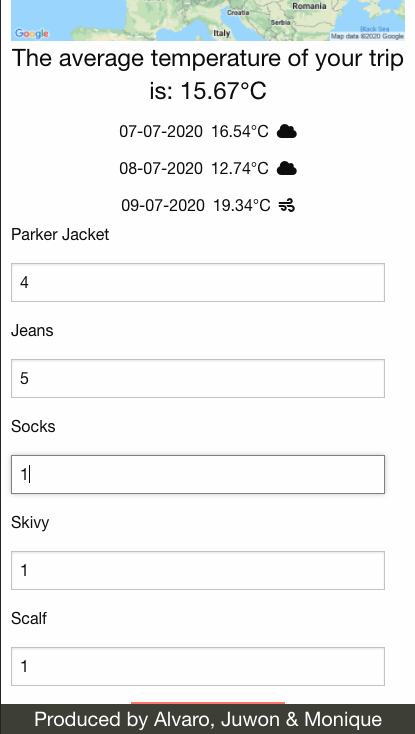 Romania
Croatia
Serbia
Italy
Black Sea
Google
Map data ©2020 Google
The average temperature of your trip
is: 15.67°C
07-07-2020 16.54°C
08-07-2020 12.74°C
09-07-2020 19.34°C
Parker Jacket
4
Jeans
5
Socks
1
Skivy
1
Scalf
1
Produced by Alvaro, Juwon & Monique